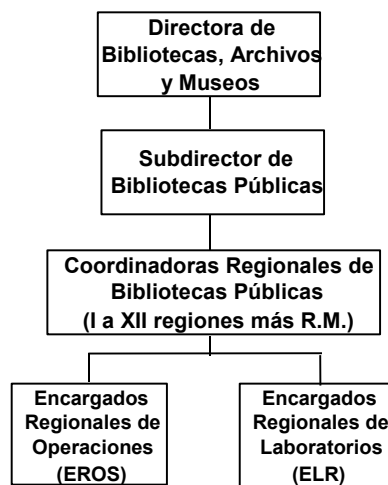 Directora de
Bibliotecas, Archivos
y Museos
Subdirector de
Bibliotecas Públicas
Coordinadoras Regionales de
Bibliotecas Públicas
(I a XII regiones más R.M.)
Encargados
Regionales de
Operaciones
(EROS)
Encargados
Regionales de
Laboratorios
(ELR)